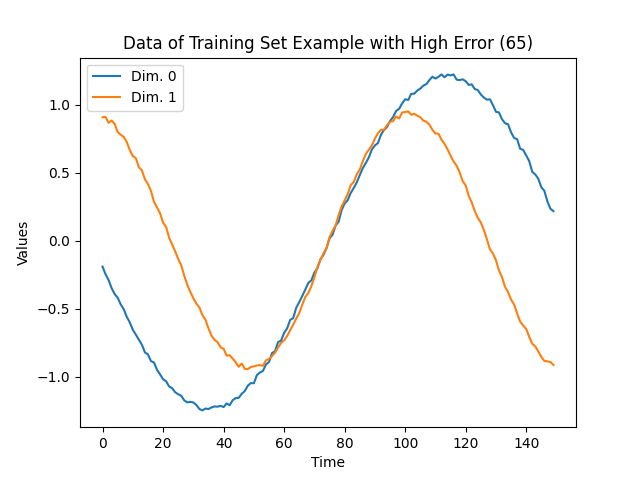 Data of Training Set Example with High Error (65)
Dim. 0
Dim. 1
1.0
0.5
0.0
−0.5
−1.0
Values
0 20 40 60 80 100 120 140
Time